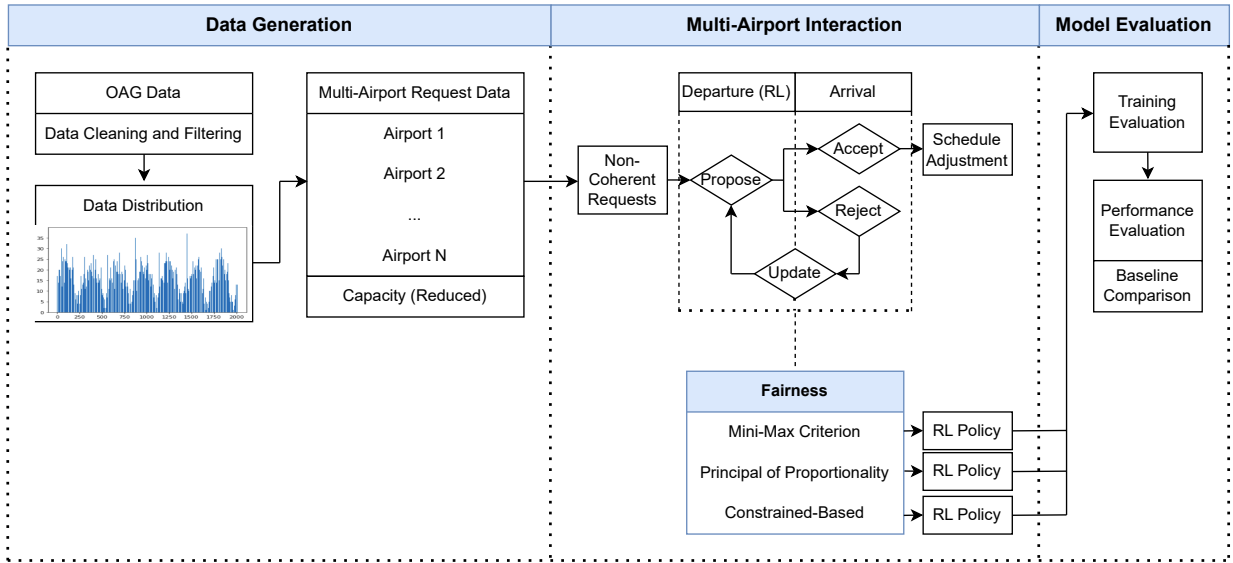 Data Generation
Multi-Airport Interaction
Model Evaluation
OAG Data
Data Cleaning and Filtering
Data Distribution
35
30
25
20
15
10
5
0
0 250 500 750 1000 1250 1500 1750 2000
Multi-Airport Request Data
Airport 1
Airport 2
...
Airport N
Capacity (Reduced)
Non-
Coherent
Requests
Departure (RL)
Arrival
Propose
Accept
Reject
Update
Schedule
Adjustment
Fairness
Mini-Max Criterion
Principal of Proportionality
Constrained-Based
RL Policy
RL Policy
RL Policy
Training
Evaluation
Performance
Evaluation
Baseline
Comparison